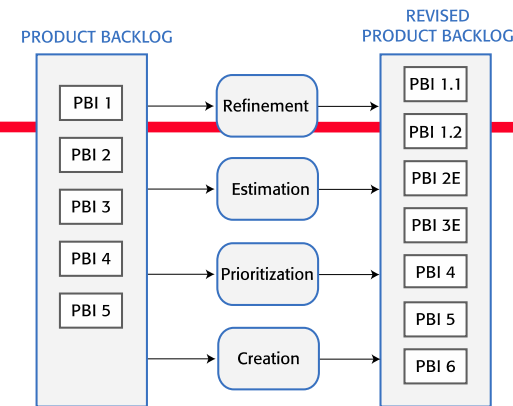 PRODUCT BACKLOG
PBI 1
PBI 2
PBI 3
PBI 4
PBI 5
Refinement
Estimation
Prioritization
Creation
REVISED
PRODUCT BACKLOG
PBI 1.1
PBI 1.2
PBI 2E
PBI 3E
PBI 4
PBI 5
PBI 6